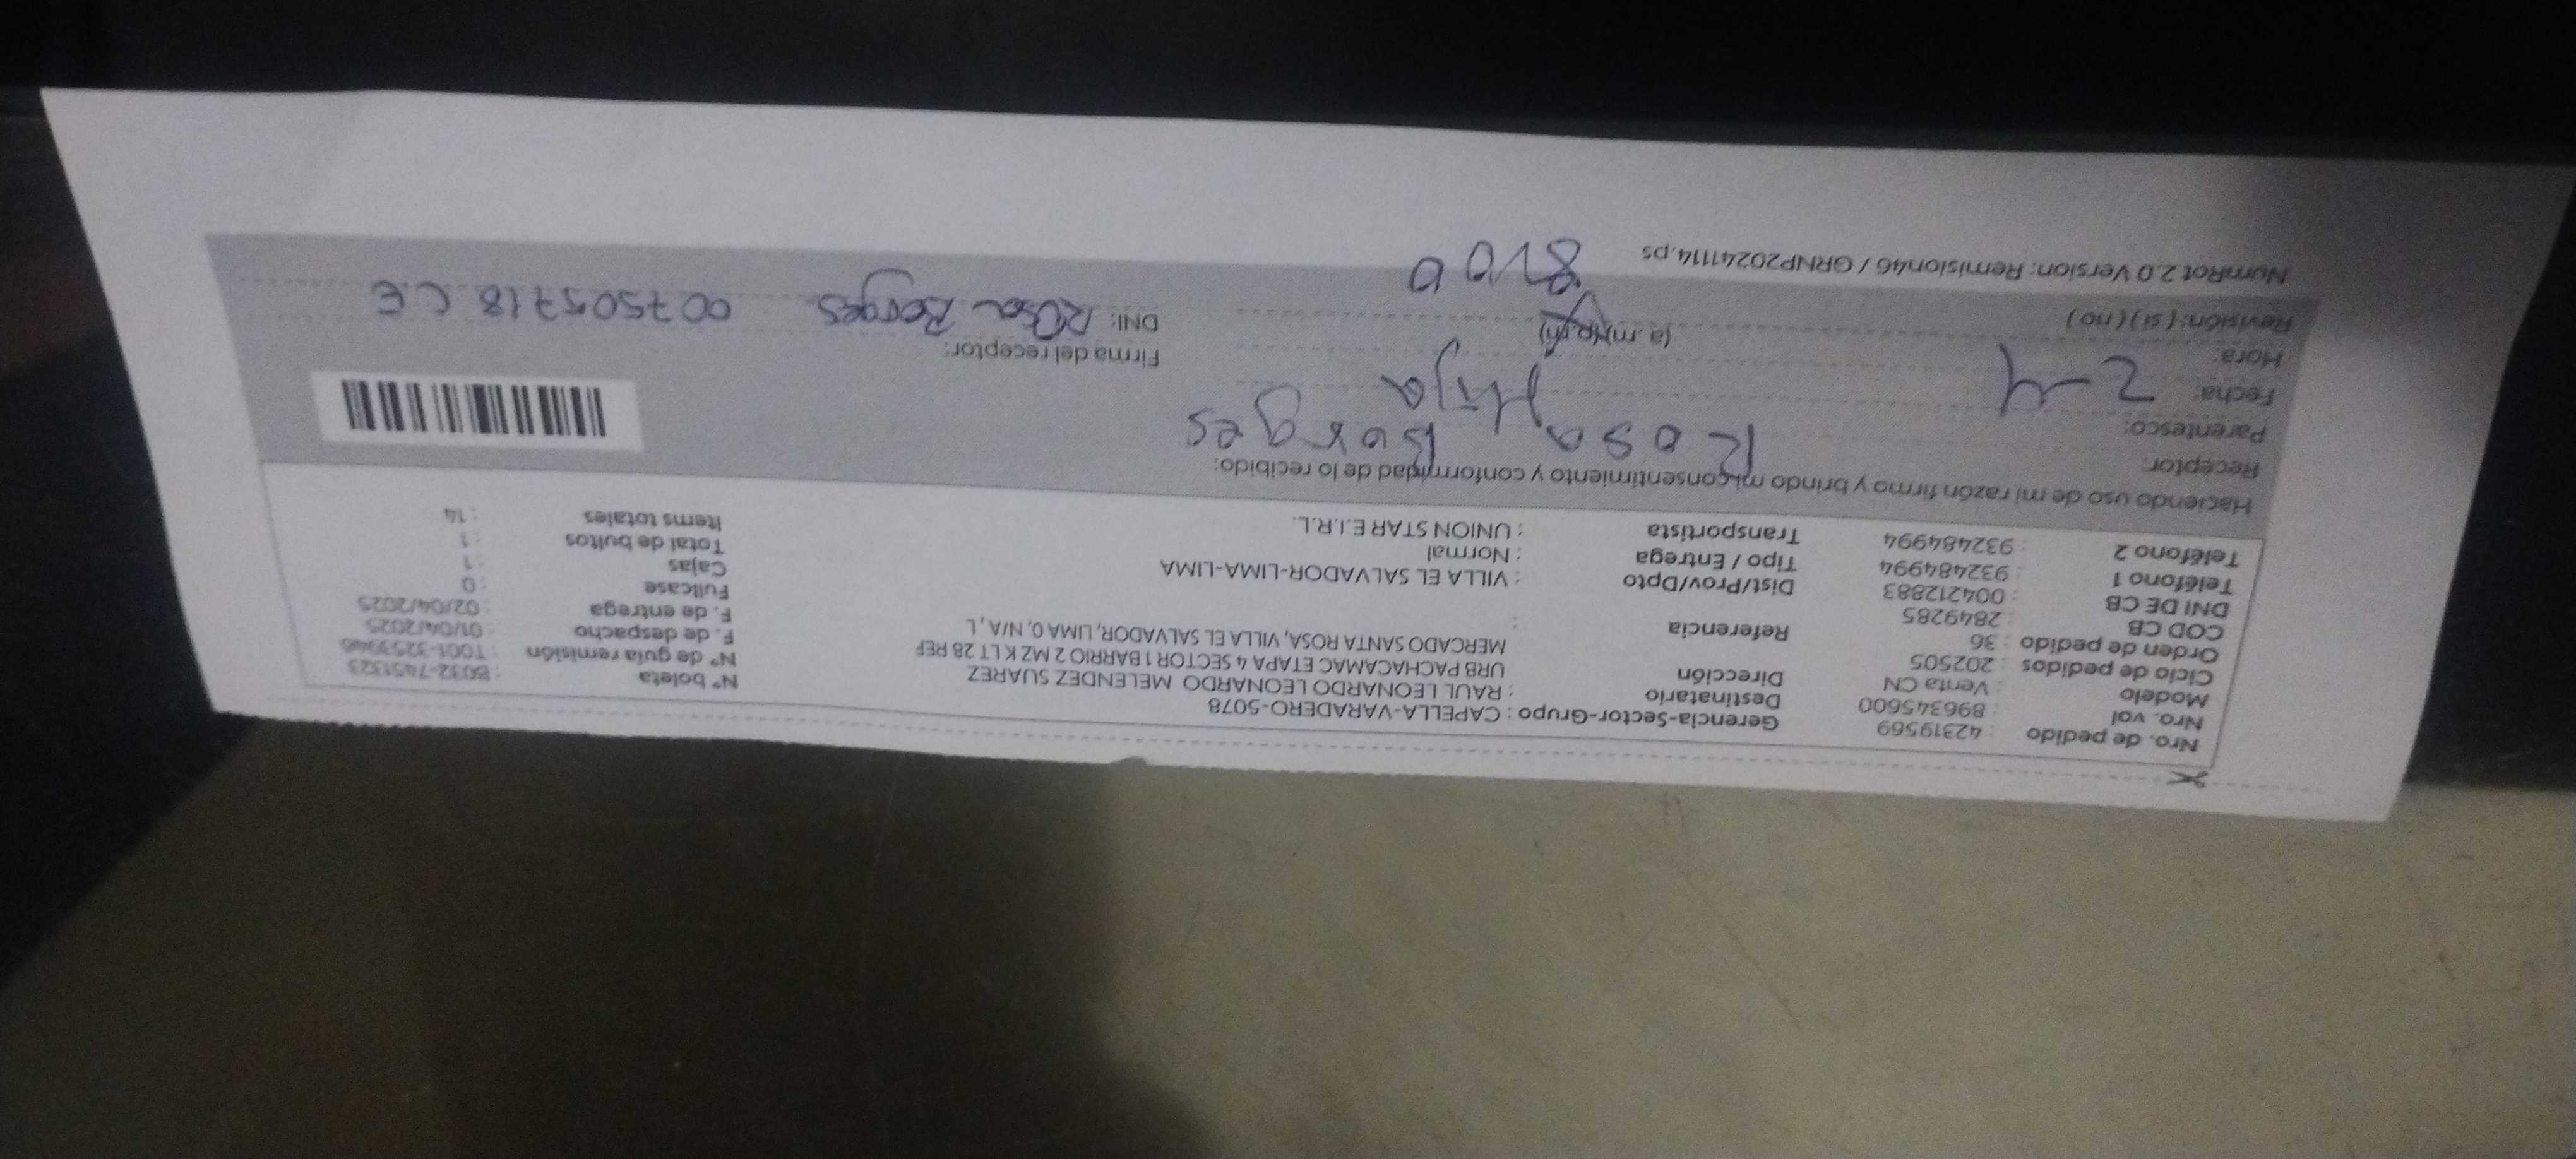 Nro. de pedido : 42319569 Gerencia-Sector-Grupo : CAPELLA-VARADERO-5078 Nº boleta : B032-7451323
Nro. vol : 896345600 Destinatario : RAUL LEONARDO LEONARDO MELENDEZ SUAREZ Nº de guía remisión : T001-3253946
Modelo : Venta CN Dirección URB PACHACAMAC ETAPA 4 SECTOR 1 BARRIO 2 MZ K LT 28 REF F. de despacho : 01/04/2025
Ciclo de pedidos : 202505 MERCADO SANTA ROSA, VILLA EL SALVADOR, LIMA 0, N/A , L F. de entrega : 02/04/2025
Orden de pedido : 36 Referencia : Fullcase : 0
COD CB : 2849285 Dist/Prov/Dpto : VILLA EL SALVADOR-LIMA-LIMA Cajas : 1
DNI DE CB : 004212883 Tipo / Entrega : Normal Total de bultos : 1
Teléfono 1 : 932484994 Transportista : UNION STAR E.I.R.L. Items totales : 14
Teléfono 2 : 932484994
Haciendo uso de mi razón firmo y brindo mi consentimiento y conformidad de lo recibido:
Receptor: Rosa Borges
Parentesco: Hija
Fecha: 2-4
Hora: (a.m)(p.m) Firma del receptor:
Revisión: ( si ) ( no ) DNI: Rosa Borges 007505718 CE
NumRot 2.0 Version: Remision46 / GRNP20241114.ps